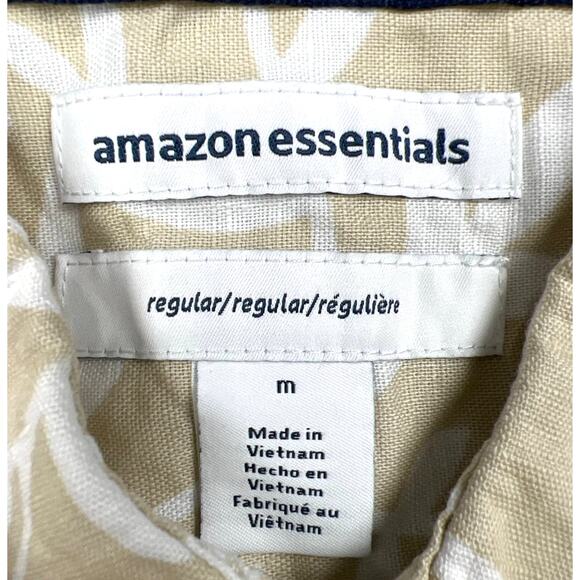 amazon essentials
regular/regular/régulière
m
Made in
Vietnam
Hecho en
Vietnam
Fabriqué au
Viêtnam